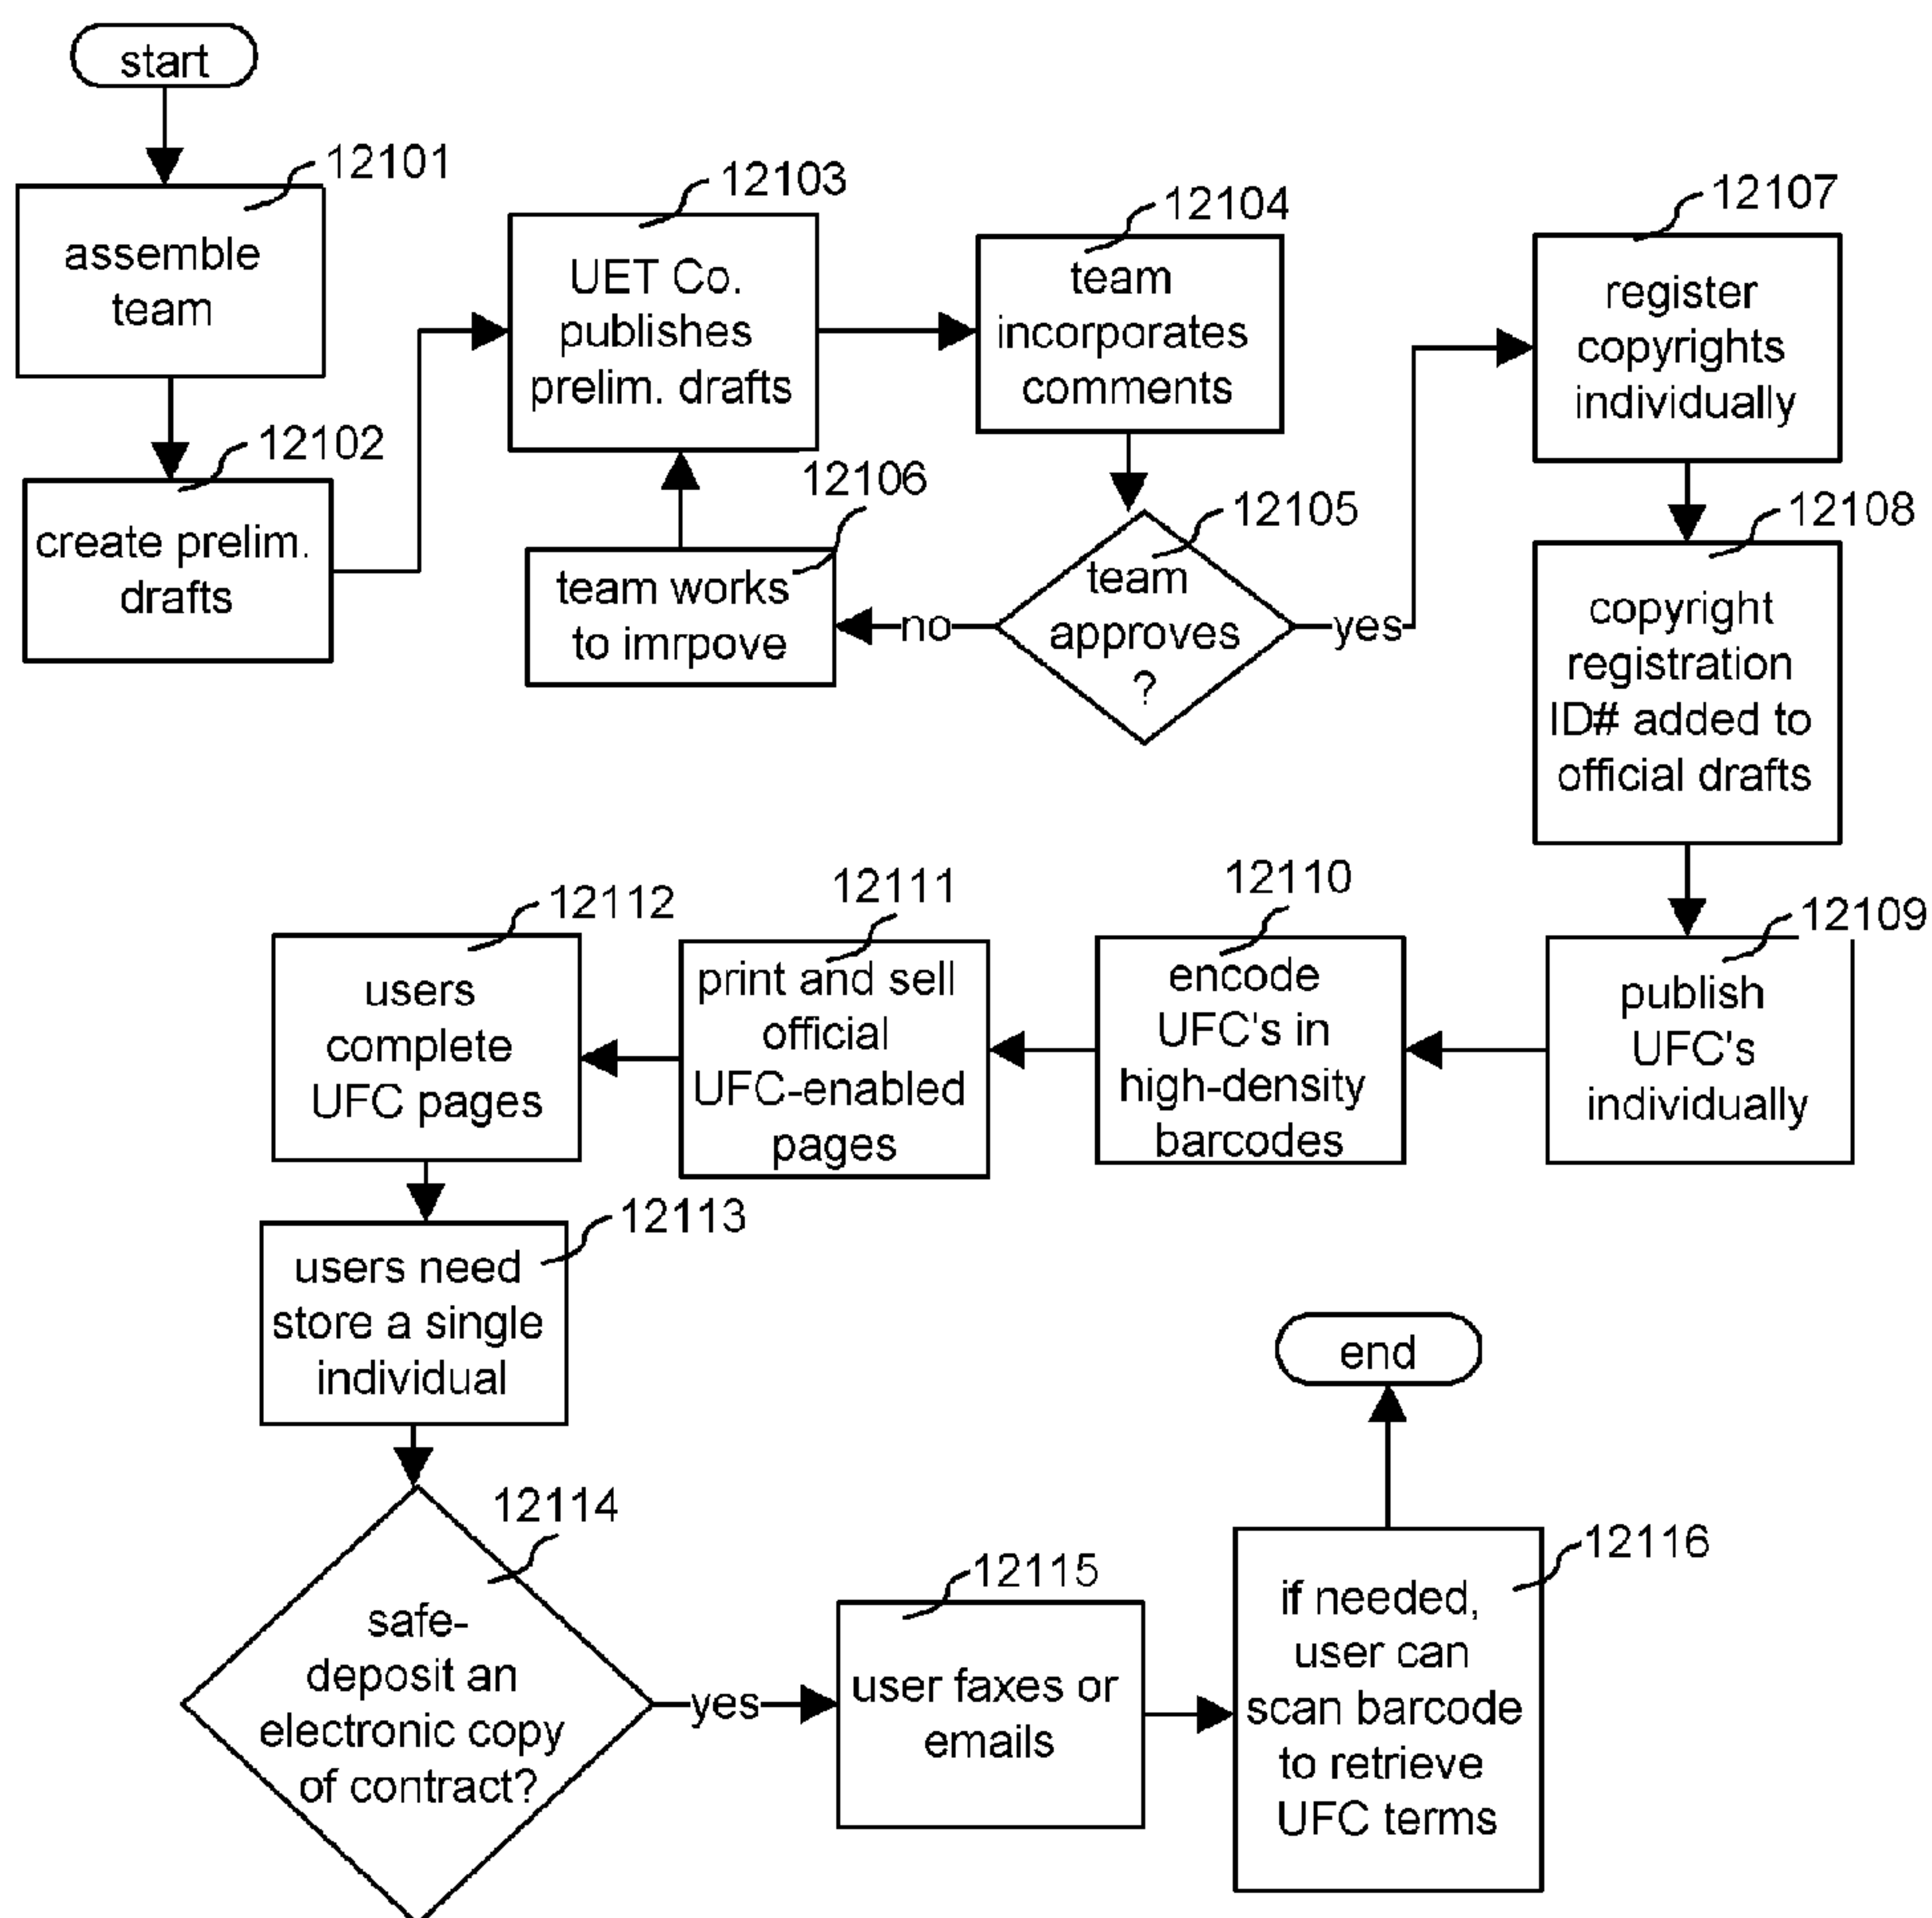 start
12101
assemble
team
12102
create prelim.
drafts
12103
UET Co.
publishes
prelim. drafts
12104
team
incorporates
comments
12105
team
approves
?
no
12106
team works
to imrpove
yes
12107
register
copyrights
individually
12108
copyright
registration
ID# added to
official drafts
12109
publish
UFC's
individually
12110
encode
UFC's in
high-density
barcodes
12111
print and sell
official
UFC-enabled
pages
12112
users
complete
UFC pages
12113
users need
store a single
individual
12114
safe-
deposit an
electronic copy
of contract?
yes
12115
user faxes or
emails
12116
if needed,
user can
scan barcode
to retrieve
UFC terms
end